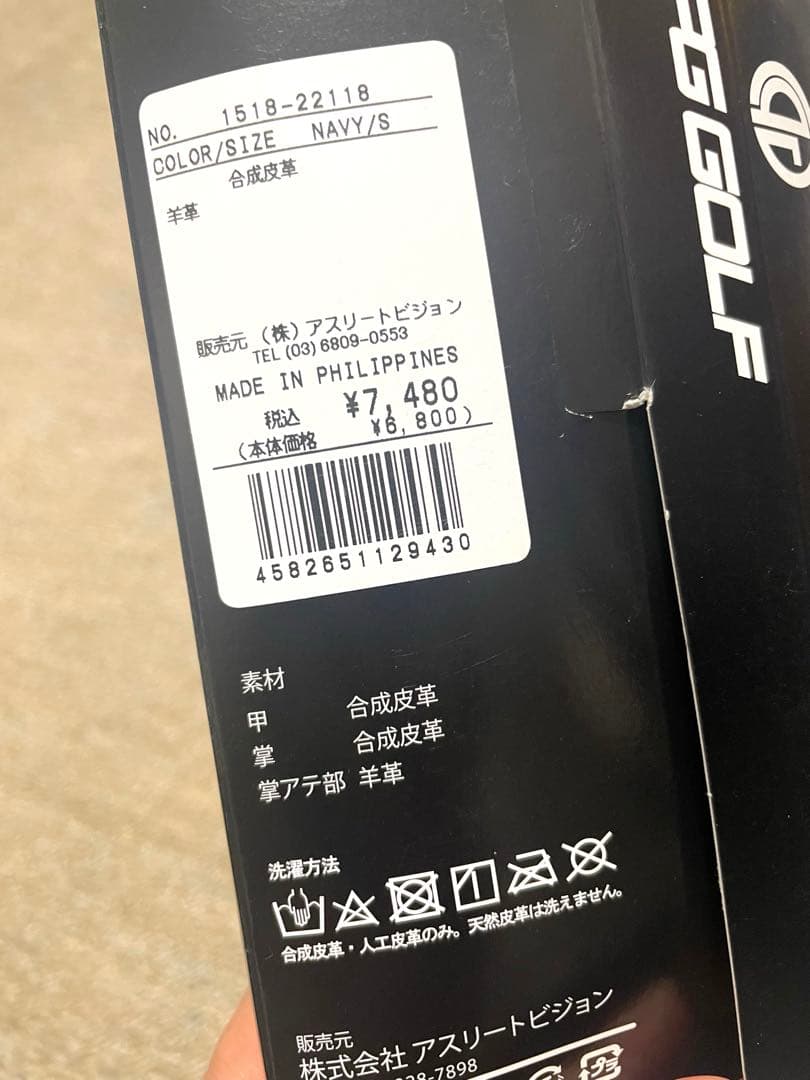 NO. 1518-22118
COLOR/SIZE NAVY/S
合成皮革
羊革
販売元 (株)アスリートビジョン
TEL (03)6809-0553
MADE IN PHILIPPINES
税込 ¥7,480
(本体価格 ¥6,800)
4582651129430
素材
甲 合成皮革
掌 合成皮革
掌アテ部 羊革
洗濯方法
合成皮革・人工皮革のみ。天然皮革は洗えません。
販売元
株式会社 アスリートビジョン
-7898
プラ
GOLF